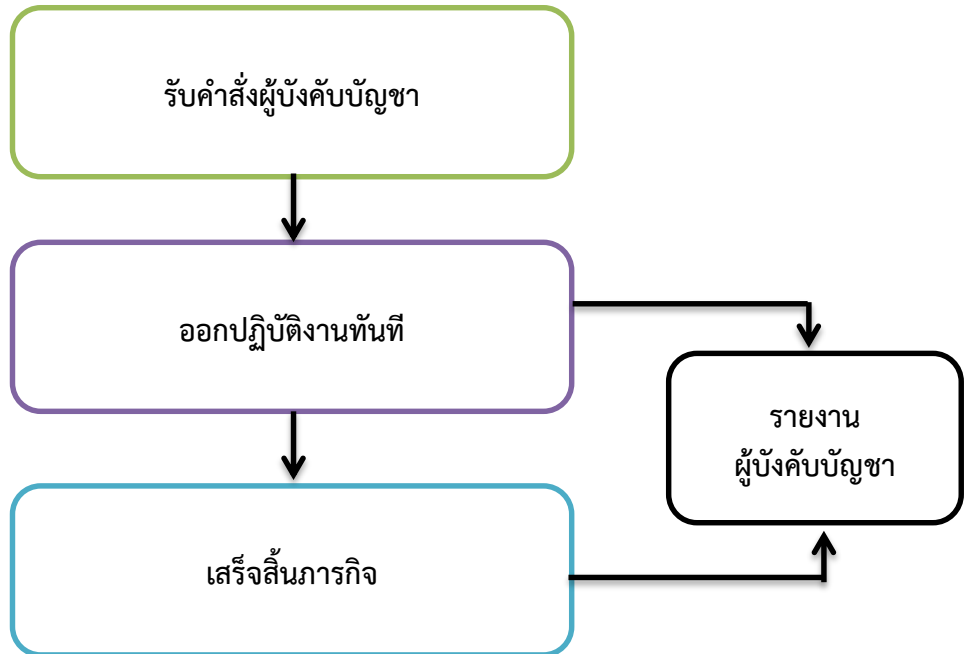 รับคำสั่งผู้บังคับบัญชา
ออกปฏิบัติงานทันที
รายงาน
ผู้บังคับบัญชา
เสร็จสิ้นภารกิจ